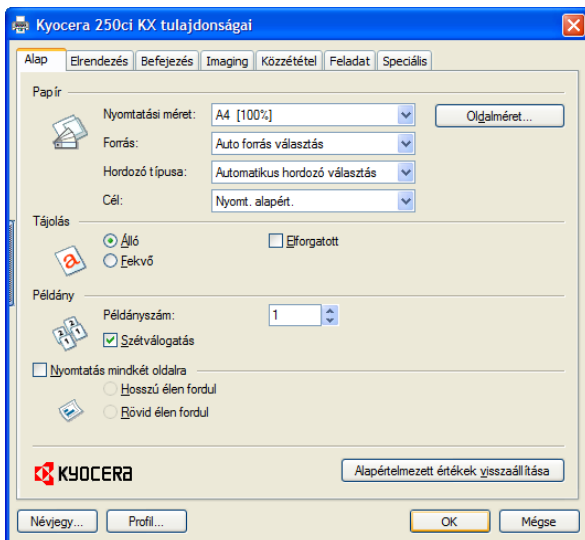 Kyocera 250ci KX tulajdonságai
Alap Elrendezés Befejezés Imaging Közzététel Feladat Speciális
Papír
Nyomtatási méret: A4 [100%] Oldalméret...
Forrás: Auto forrás választás
Hordozó típusa: Automatikus hordozó választás
Cél: Nyomt. alapért.
Tájolás
Álló Elforgatott
Fekvő
Példány
Példányszám: 1
Szétválogatás
Nyomtatás mindkét oldalra
Hosszú élen fordul
Rövid élen fordul
KYOCERA Alapértelmezett értékek visszaállítása
Névjegy... Profil... OK Mégse